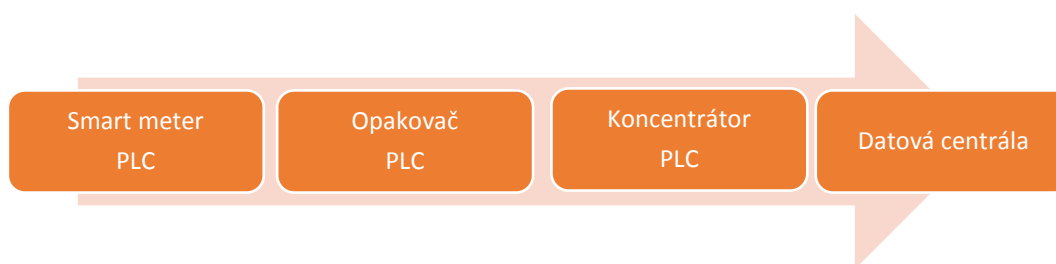 Smart meter
PLC
Opakovač
PLC
Koncentrátor
PLC
Datová centrála